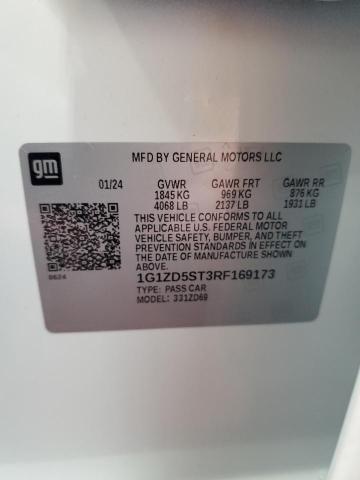 gm
MFD BY GENERAL MOTORS LLC
01/24 GVWR GAWR FRT GAWR RR
1845 KG 969 KG 876 KG
4068 LB 2137 LB 1931 LB
THIS VEHICLE CONFORMS TO ALL
APPLICABLE U.S. FEDERAL MOTOR
VEHICLE SAFETY, BUMPER, AND THEFT
PREVENTION STANDARDS IN EFFECT ON
THE DATE OF MANUFACTURE SHOWN
ABOVE.
0624
1G1ZD5ST3RF169173
TYPE: PASS CAR
MODEL: 331ZD69